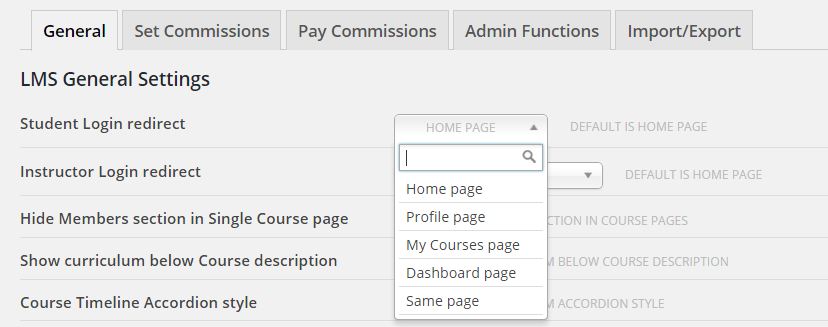 General Set Commissions Pay Commissions Admin Functions Import/Export
LMS General Settings
Student Login redirect HOME PAGE DEFAULT IS HOME PAGE
Instructor Login redirect DEFAULT IS HOME PAGE
Home page
Profile page
Hide Members section in Single Course page CTION IN COURSE PAGES
My Courses page
Show curriculum below Course description M BELOW COURSE DESCRIPTION
Dashboard page
Course Timeline Accordion style Same page M ACCORDION STYLE